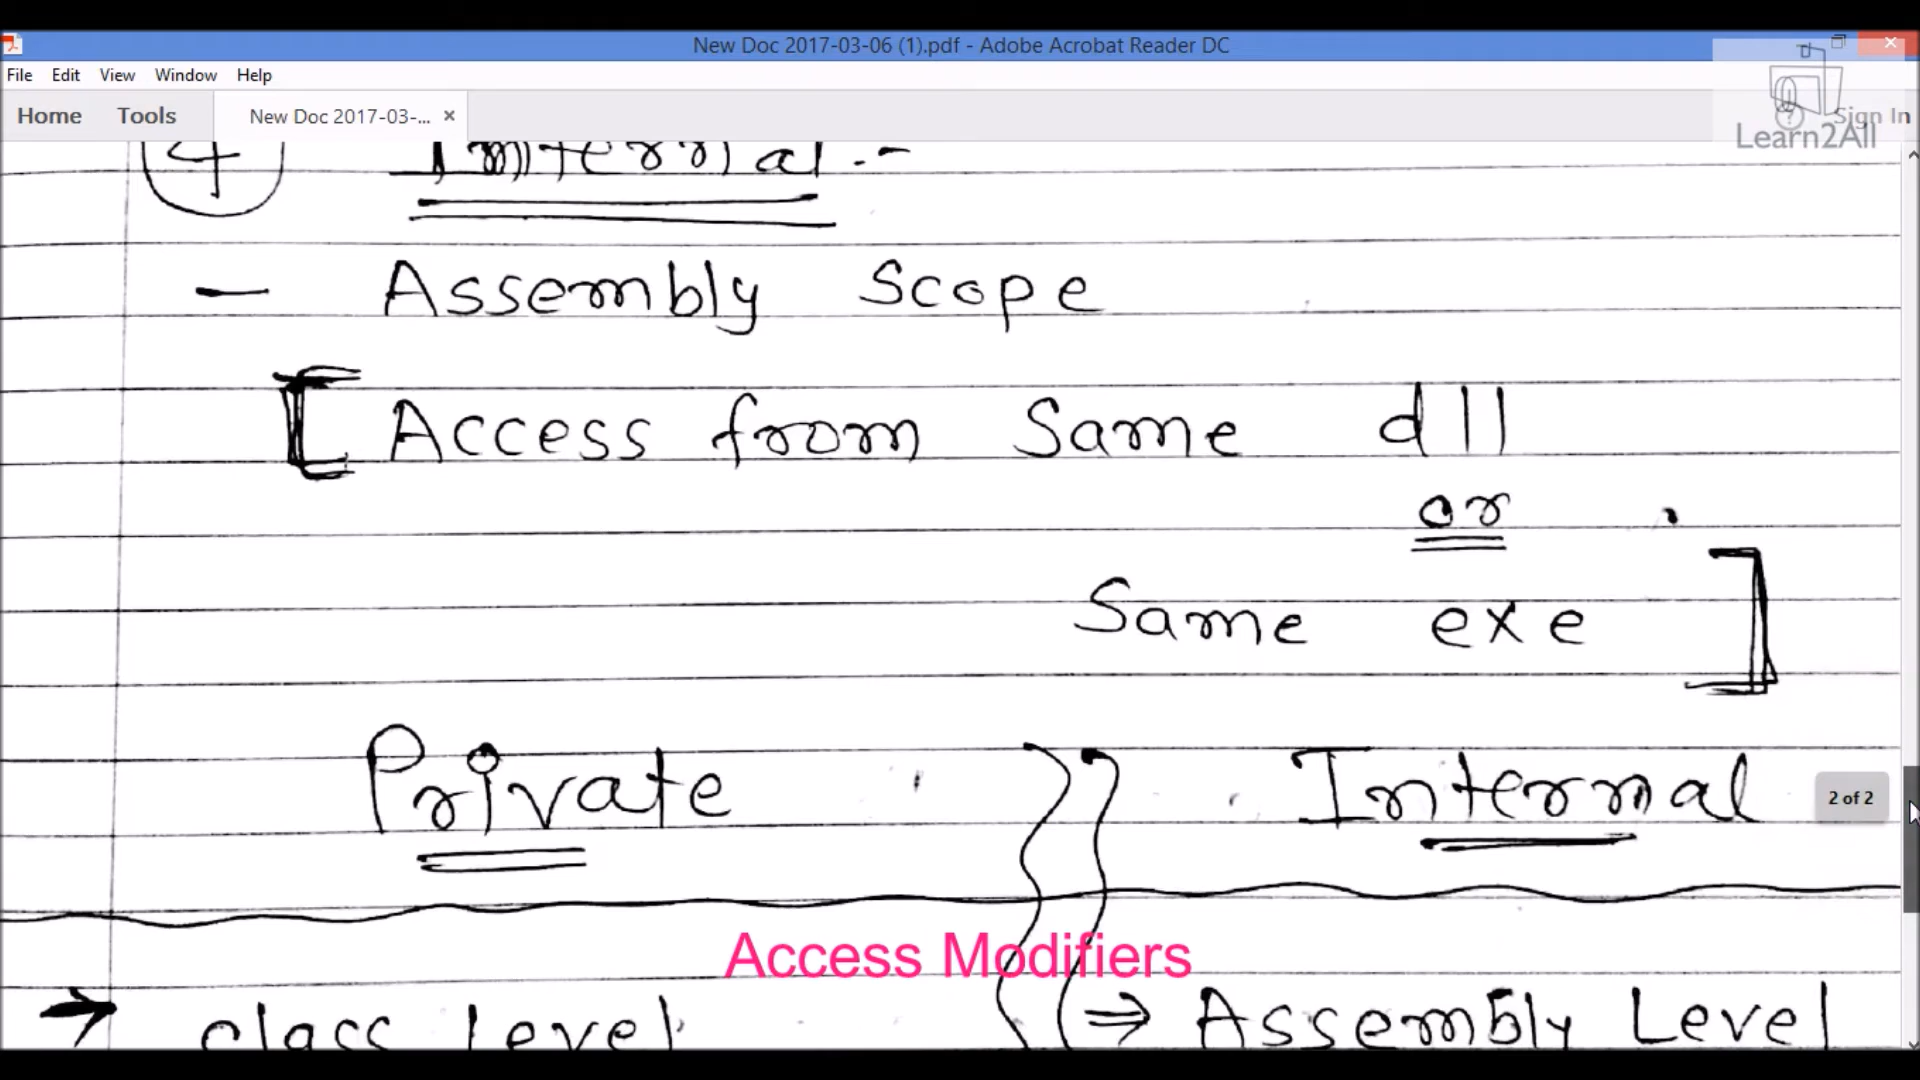 New Doc 2017-03-06 (1).pdf - Adobe Acrobat Reader DC
File Edit View Window Help
Home Tools New Doc 2017-03-... × Sign In
Learn2All
4 Internal :-
— Assembly Scope
[ Access from Same dll
or
Same exe ]
Private Internal
2 of 2
Access Modifiers
→ class level ⇒ Assembly Level